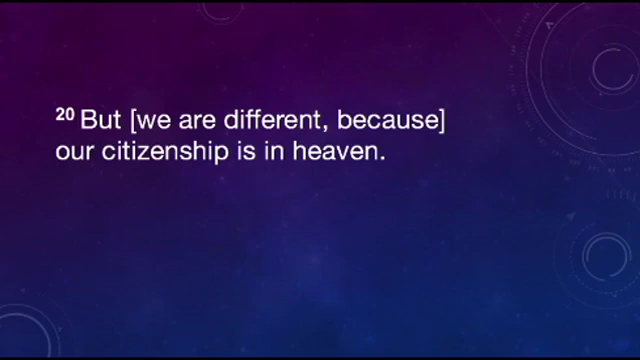 20 But [we are different, because]
our citizenship is in heaven.